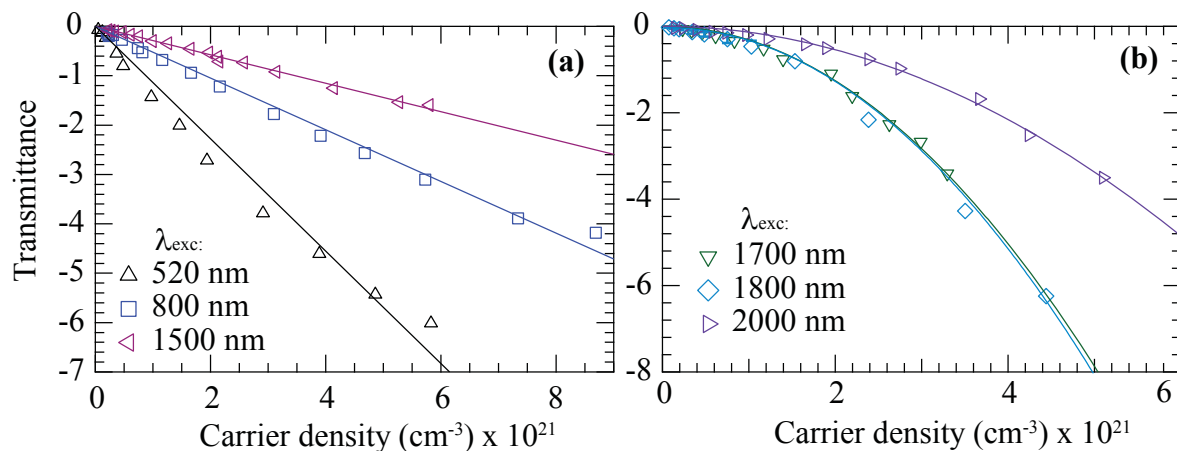 Transmittance
0
-1
-2
-3
-4
-5
-6
-7
0
2
4
6
8
(a)
λexc:
520 nm
800 nm
1500 nm
Carrier density (cm⁻³) x 10²¹
0
-2
-4
-6
-8
0
2
4
6
(b)
λexc:
1700 nm
1800 nm
2000 nm
Carrier density (cm⁻³) x 10²¹